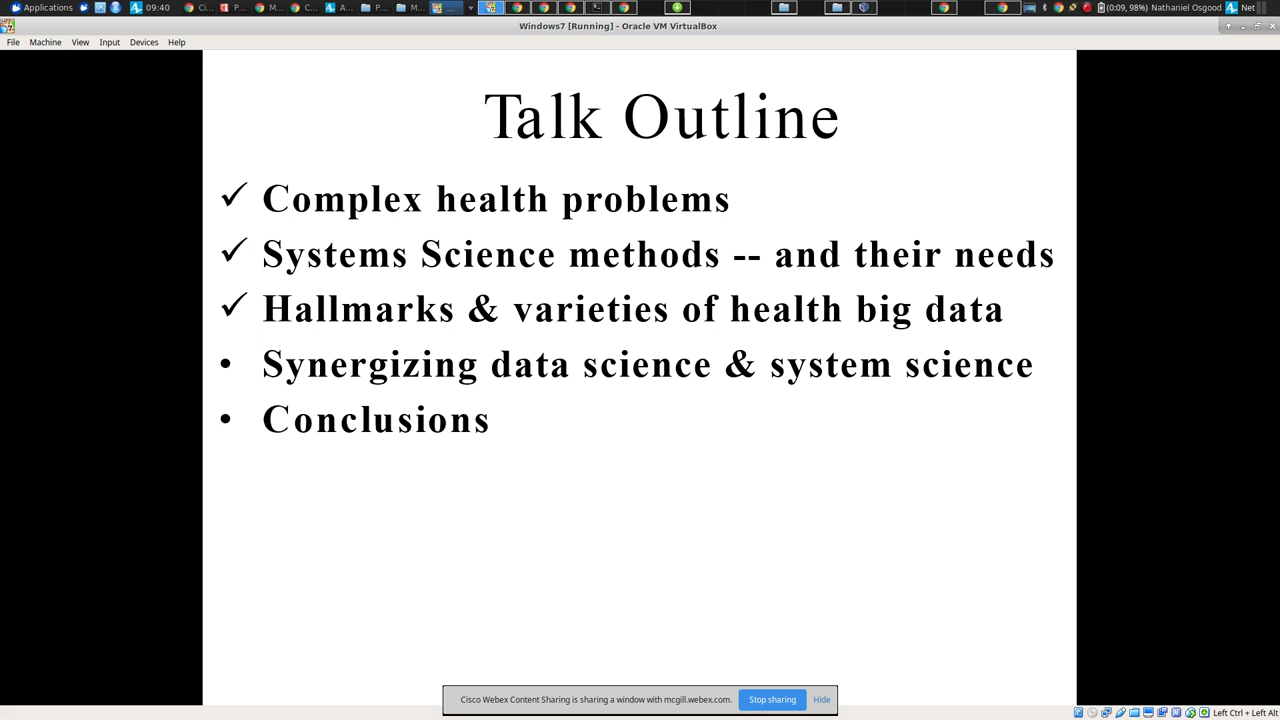 Applications 09:40 Ci... P... M... C... A... P... M... ... (0:09, 98%) Nathaniel Osgood Net
Windows7 [Running] - Oracle VM VirtualBox
File Machine View Input Devices Help
Talk Outline
✓ Complex health problems
✓ Systems Science methods -- and their needs
✓ Hallmarks & varieties of health big data
• Synergizing data science & system science
• Conclusions
Cisco Webex Content Sharing is sharing a window with mcgill.webex.com. Stop sharing Hide
Left Ctrl + Left Alt